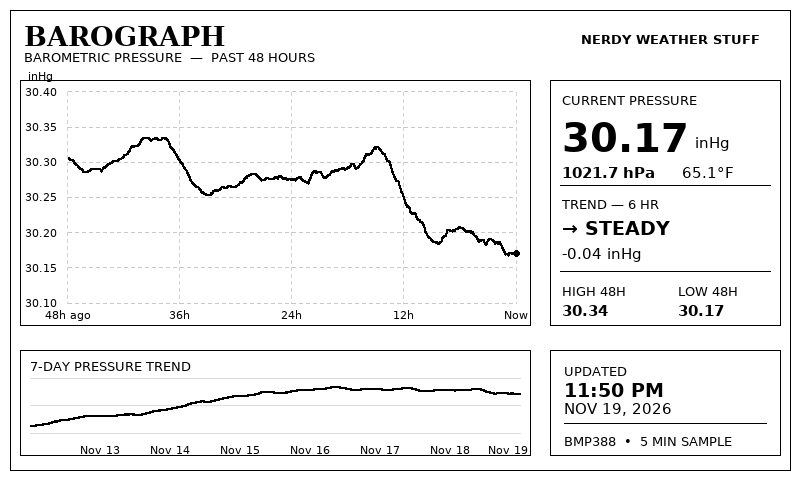 BAROGRAPH
BAROMETRIC PRESSURE — PAST 48 HOURS
NERDY WEATHER STUFF
inHg
30.40
30.35
30.30
30.25
30.20
30.15
30.10
48h ago 36h 24h 12h Now
CURRENT PRESSURE
30.17 inHg
1021.7 hPa 65.1°F
TREND — 6 HR
→ STEADY
-0.04 inHg
HIGH 48H LOW 48H
30.34 30.17
7-DAY PRESSURE TREND
Nov 13 Nov 14 Nov 15 Nov 16 Nov 17 Nov 18 Nov 19
UPDATED
11:50 PM
NOV 19, 2026
BMP388 • 5 MIN SAMPLE